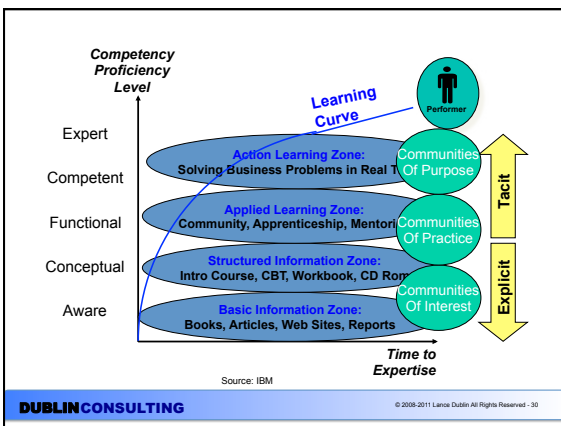 Competency
Proficiency
Level
Learning
Curve
Performer
Expert
Competent
Functional
Conceptual
Aware
Action Learning Zone:
Solving Business Problems in Real T
Communities
Of Purpose
Applied Learning Zone:
Community, Apprenticeship, Mentori
Communities
Of Practice
Structured Information Zone:
Intro Course, CBT, Workbook, CD Rom
Communities
Of Interest
Basic Information Zone:
Books, Articles, Web Sites, Reports
Tacit
Explicit
Time to
Expertise
Source: IBM
DUBLINCONSULTING
© 2008-2011 Lance Dublin All Rights Reserved - 30